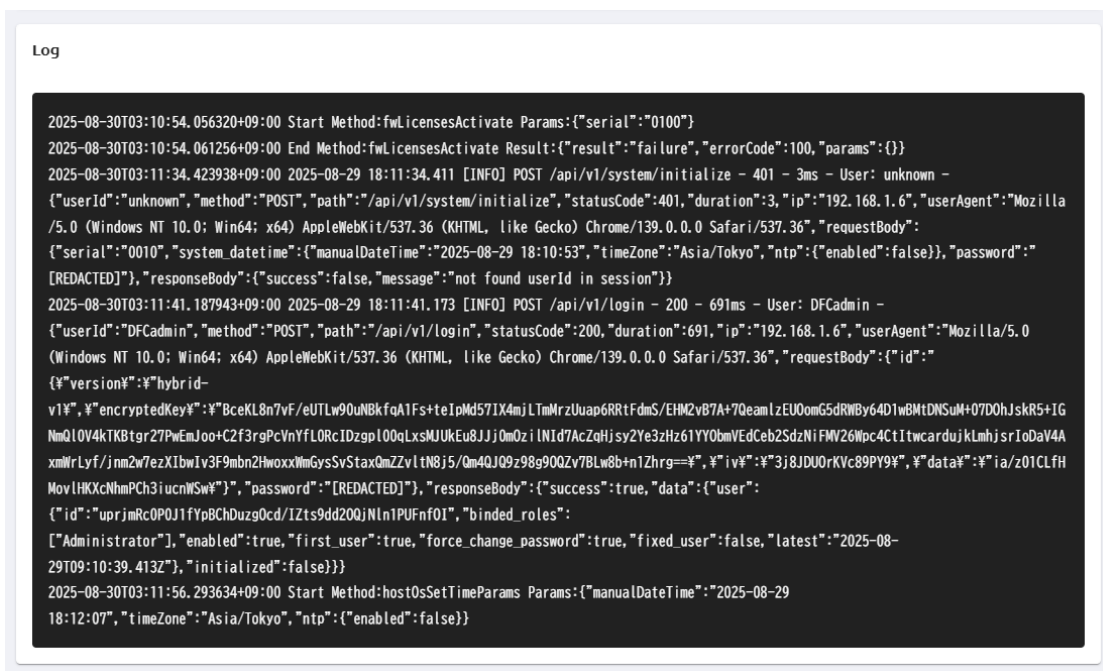 Log
2025-08-30T03:10:54.056320+09:00 Start Method:fwLicensesActivate Params:{"serial":"0100"}
2025-08-30T03:10:54.061256+09:00 End Method:fwLicensesActivate Result:{"result":"failure","errorCode":100,"params":{}}
2025-08-30T03:11:34.423938+09:00 2025-08-29 18:11:34.411 [INFO] POST /api/v1/system/initialize - 401 - 3ms - User: unknown -
{"userId":"unknown","method":"POST","path":"/api/v1/system/initialize","statusCode":401,"duration":3,"ip":"192.168.1.6","userAgent":"Mozilla
/5.0 (Windows NT 10.0; Win64; x64) AppleWebKit/537.36 (KHTML, like Gecko) Chrome/139.0.0.0 Safari/537.36","requestBody":
{"serial":"0010","system_datetime":{"manualDateTime":"2025-08-29 18:10:53","timeZone":"Asia/Tokyo","ntp":{"enabled":false}},"password":"
[REDACTED]"},"responseBody":{"success":false,"message":"not found userId in session"}}
2025-08-30T03:11:41.187943+09:00 2025-08-29 18:11:41.173 [INFO] POST /api/v1/login - 200 - 691ms - User: DFCadmin -
{"userId":"DFCadmin","method":"POST","path":"/api/v1/login","statusCode":200,"duration":691,"ip":"192.168.1.6","userAgent":"Mozilla/5.0
(Windows NT 10.0; Win64; x64) AppleWebKit/537.36 (KHTML, like Gecko) Chrome/139.0.0.0 Safari/537.36","requestBody":{"id":"
{¥"version¥":¥"hybrid-
v1¥",¥"encryptedKey¥":¥"BceKL8n7vF/eUTLw90uNBkfqA1Fs+teIpMd57IX4mjLTmMrzUuap6RRtFdmS/EHM2vB7A+7QeamlzEUOomG5dRWBy64D1wBMtDNSuM+07DOhJskR5+IG
NmQl0V4kTKBtgr27PwEmJoo+C2f3rgPcVnYfL0RcIDzgpl0OqLxsMJUkEu8JJjOmOzilNId7AcZqHjsy2Ye3zHz61YYObmVEdCeb2SdzNiFMV26Wpc4CtItwcardujkLmhjsrIoDaV4A
xmWrLyf/jnm2w7ezXIbwIv3F9mbn2HwoxxWmGysSvStaxQmZZvltN8j5/Qm4QJQ9z98g9OQZv7BLw8b+n1Zhrg==¥",¥"iv¥":¥"3j8JDUOrKVc89PY9¥",¥"data¥":¥"ia/z01CLfH
MovlHKXcNhmPCh3iucnWSw¥"}","password":"[REDACTED]"},"responseBody":{"success":true,"data":{"user":
{"id":"uprjmRc0POJ1fYpBChDuzgOcd/IZts9dd2OQjNln1PUFnfOI","binded_roles":
["Administrator"],"enabled":true,"first_user":true,"force_change_password":true,"fixed_user":false,"latest":"2025-08-
29T09:10:39.413Z"},"initialized":false}}}
2025-08-30T03:11:56.293634+09:00 Start Method:hostOsSetTimeParams Params:{"manualDateTime":"2025-08-29
18:12:07","timeZone":"Asia/Tokyo","ntp":{"enabled":false}}